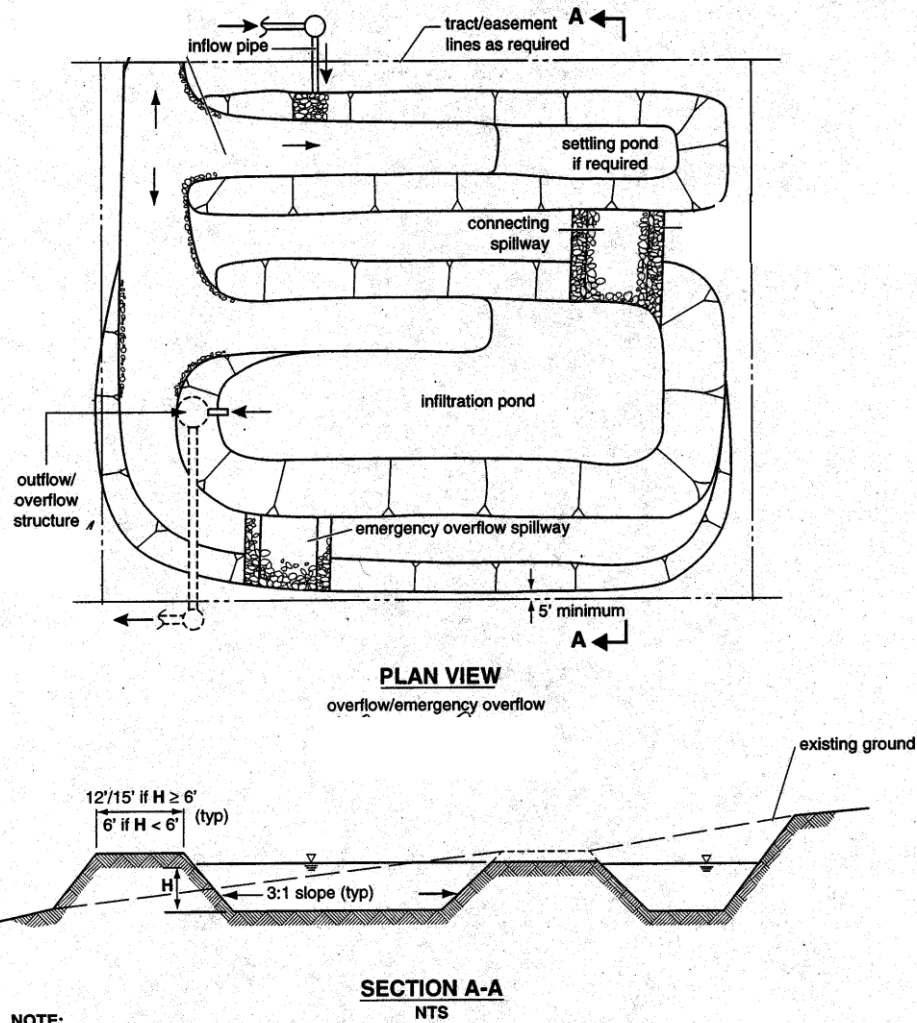 A
tract/easement
lines as required
inflow pipe
settling pond
if required
connecting
spillway
infiltration pond
outflow/
overflow
structure
emergency overflow spillway
5' minimum
A
PLAN VIEW
overflow/emergency overflow
existing ground
12'/15' if H ≥ 6'
(typ)
6' if H < 6'
H
3:1 slope (typ)
SECTION A-A
NTS
NOTE: